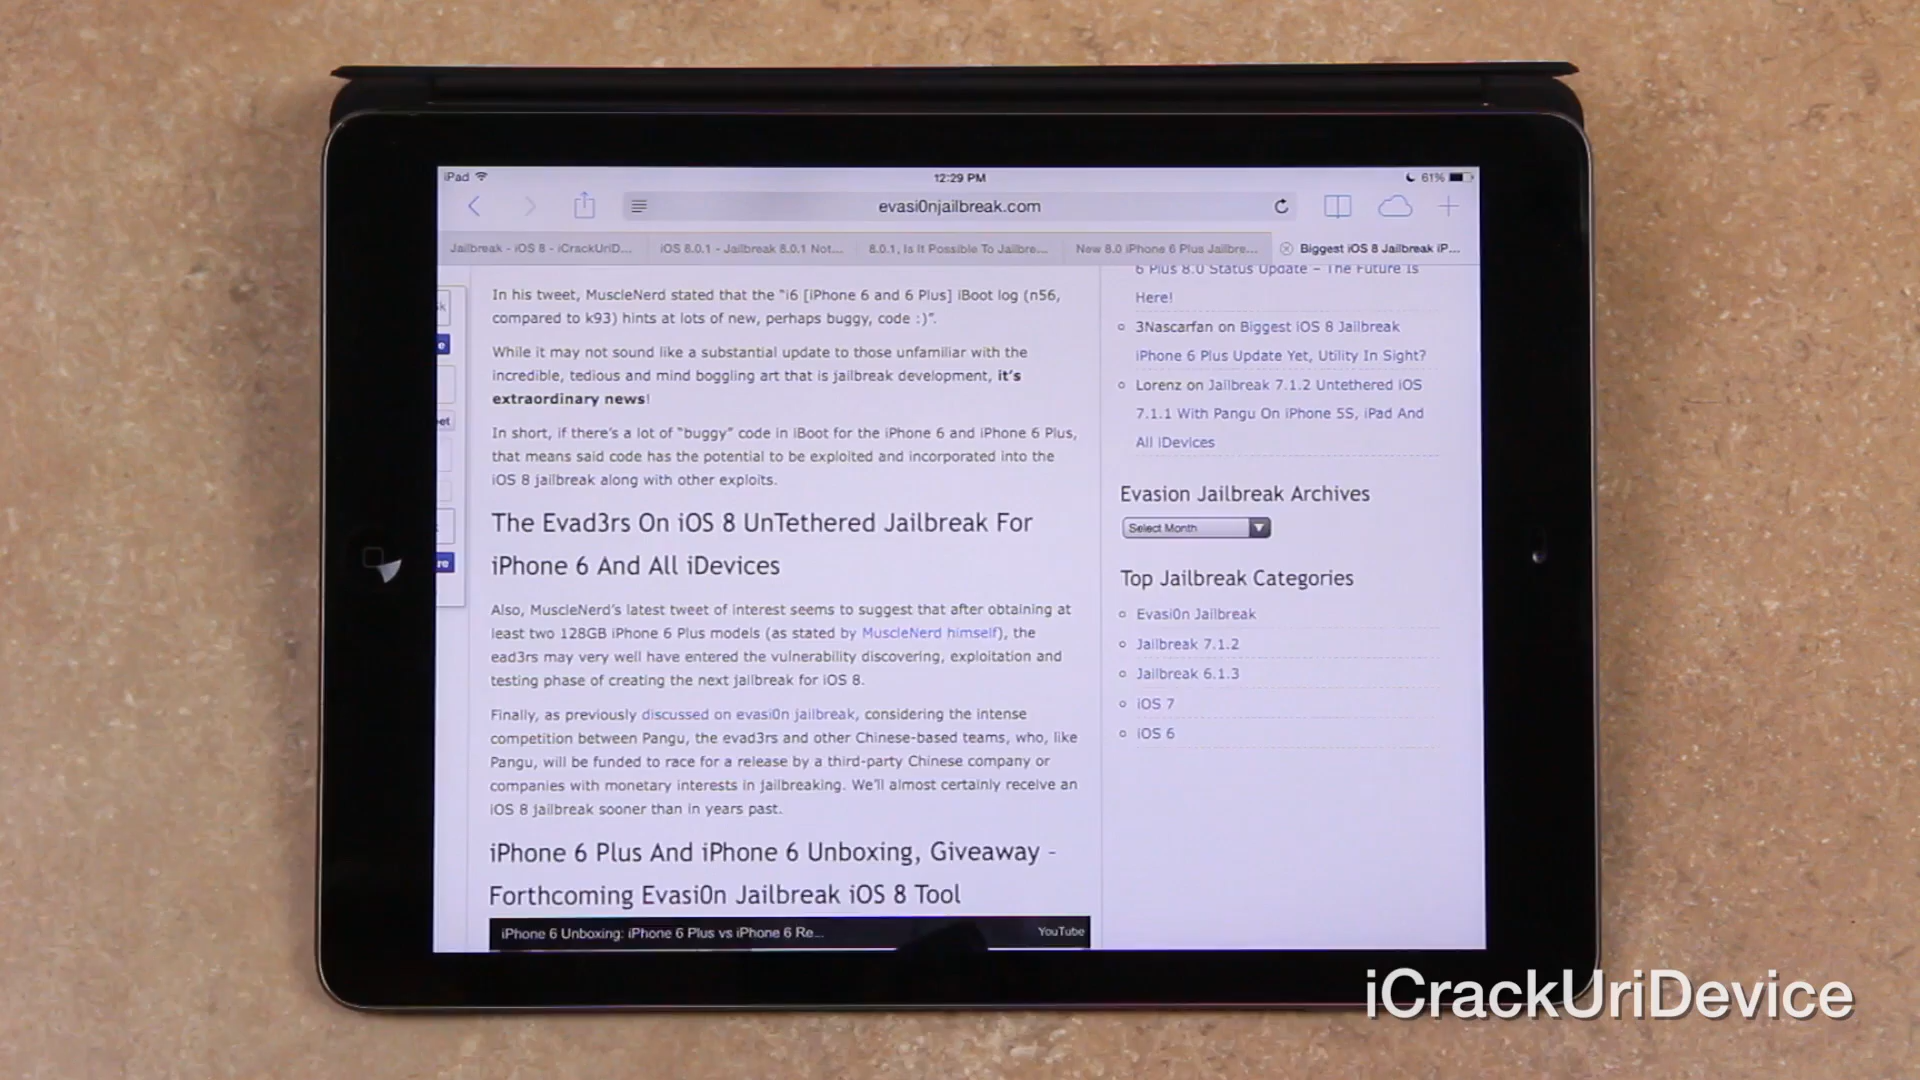 iPad
12:29 PM
61%
evasi0njailbreak.com
Jailbreak - iOS 8 - iCrackUriD...
iOS 8.0.1 - Jailbreak 8.0.1 Not...
8.0.1, Is It Possible To Jailbre...
New 8.0 iPhone 6 Plus Jailbre...
Biggest iOS 8 Jailbreak iP...
In his tweet, MuscleNerd stated that the "i6 [iPhone 6 and 6 Plus] iBoot log (n56,
compared to k93) hints at lots of new, perhaps buggy, code :)".
While it may not sound like a substantial update to those unfamiliar with the
incredible, tedious and mind boggling art that is jailbreak development, it's
extraordinary news!
In short, if there's a lot of "buggy" code in iBoot for the iPhone 6 and iPhone 6 Plus,
that means said code has the potential to be exploited and incorporated into the
iOS 8 jailbreak along with other exploits.
The Evad3rs On iOS 8 UnTethered Jailbreak For
iPhone 6 And All iDevices
Also, MuscleNerd's latest tweet of interest seems to suggest that after obtaining at
least two 128GB iPhone 6 Plus models (as stated by MuscleNerd himself), the
ead3rs may very well have entered the vulnerability discovering, exploitation and
testing phase of creating the next jailbreak for iOS 8.
Finally, as previously discussed on evasi0n jailbreak, considering the intense
competition between Pangu, the evad3rs and other Chinese-based teams, who, like
Pangu, will be funded to race for a release by a third-party Chinese company or
companies with monetary interests in jailbreaking. We'll almost certainly receive an
iOS 8 jailbreak sooner than in years past.
iPhone 6 Plus And iPhone 6 Unboxing, Giveaway –
Forthcoming Evasi0n Jailbreak iOS 8 Tool
iPhone 6 Unboxing: iPhone 6 Plus vs iPhone 6 Re...
YouTube
6 Plus 8.0 Status Update – The Future Is
Here!
3Nascarfan on Biggest iOS 8 Jailbreak
iPhone 6 Plus Update Yet, Utility In Sight?
Lorenz on Jailbreak 7.1.2 Untethered iOS
7.1.1 With Pangu On iPhone 5S, iPad And
All iDevices
Evasion Jailbreak Archives
Select Month
Top Jailbreak Categories
Evasi0n Jailbreak
Jailbreak 7.1.2
Jailbreak 6.1.3
iOS 7
iOS 6
iCrackUriDevice